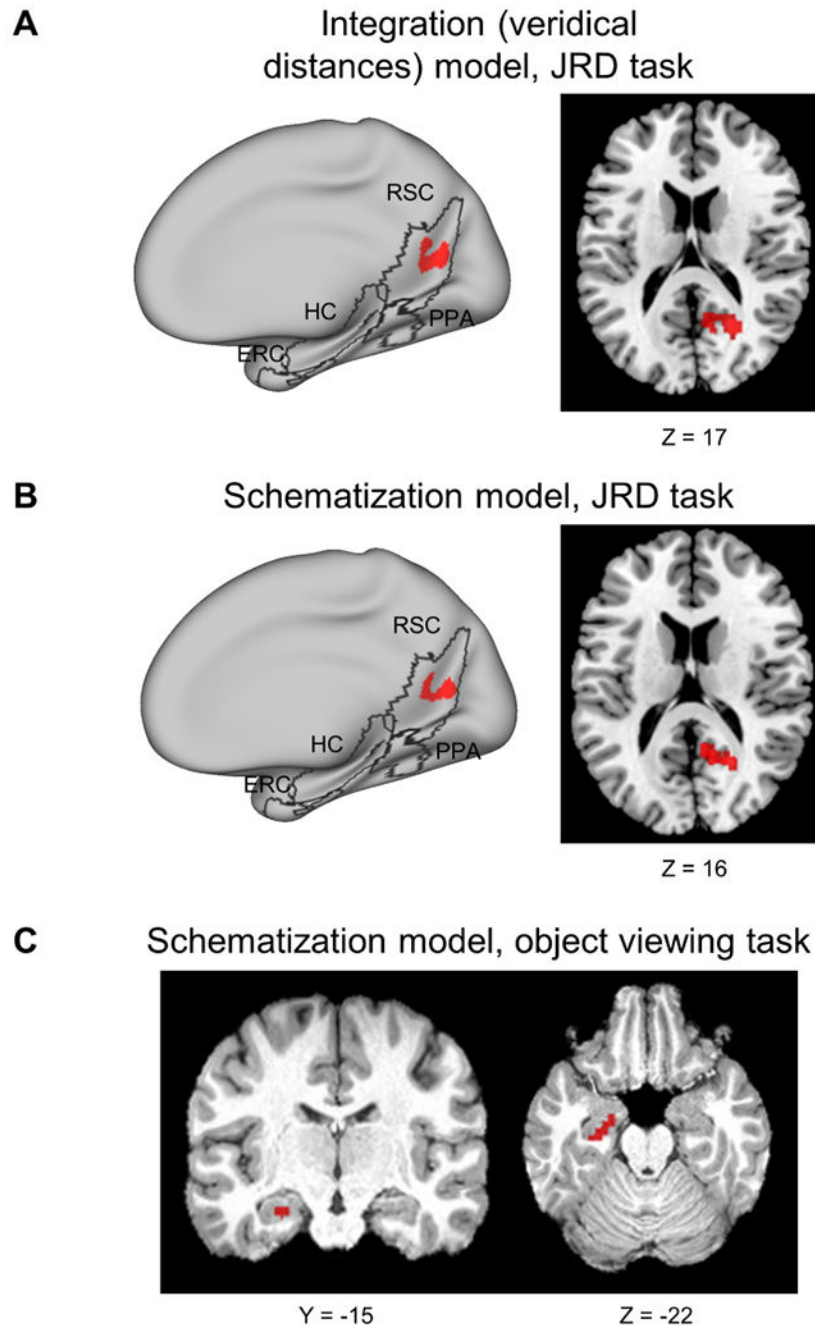 A
Integration (veridical
distances) model, JRD task
RSC
HC
PPA
ERC
Z = 17
B
Schematization model, JRD task
RSC
HC
PPA
ERC
Z = 16
C
Schematization model, object viewing task
Y = -15
Z = -22